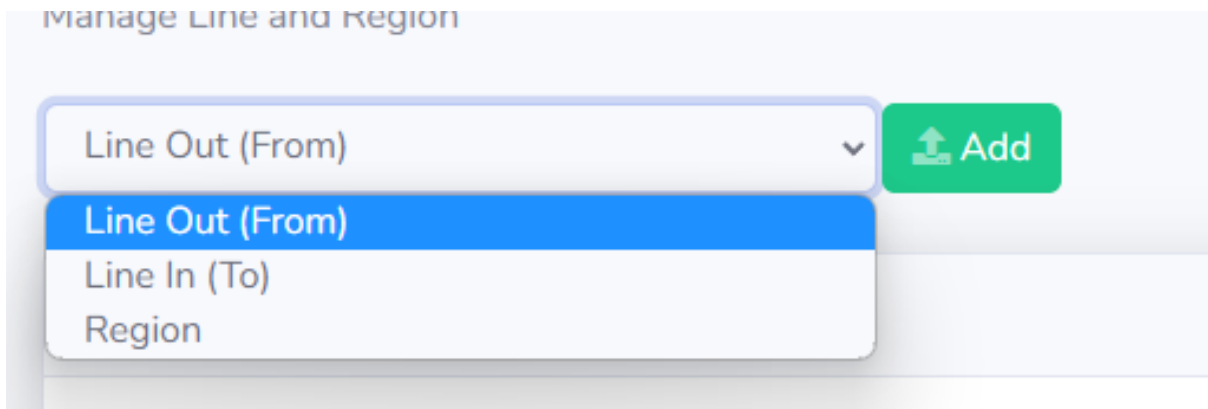 Manage Line and Region
Line Out (From)
Add
Line Out (From)
Line In (To)
Region